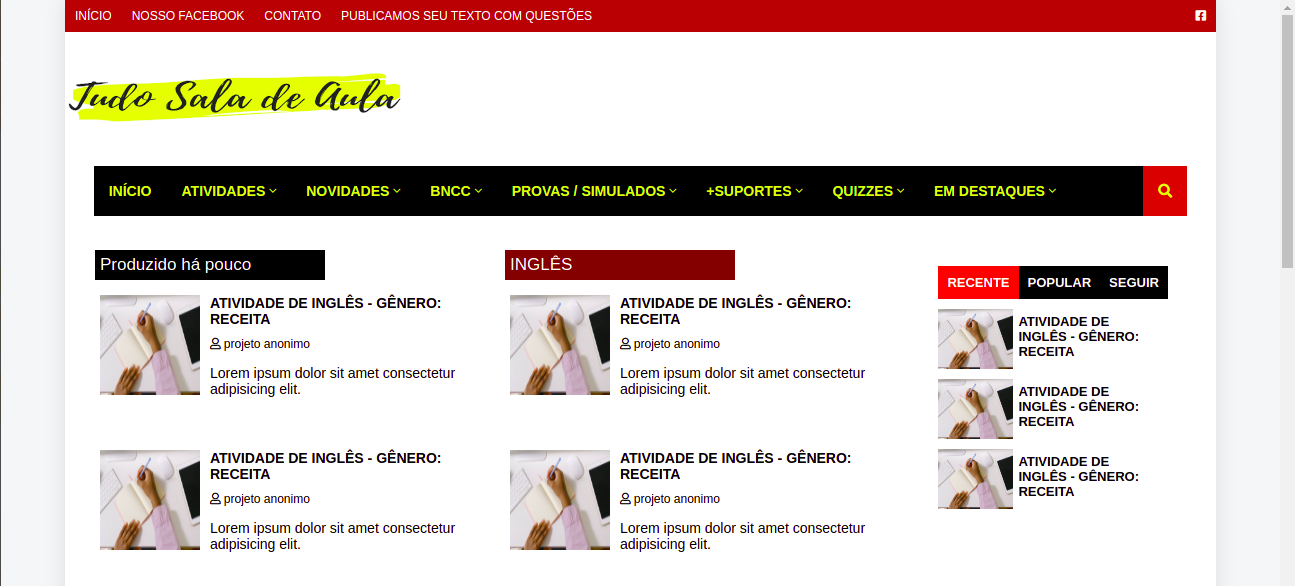 INÍCIO NOSSO FACEBOOK CONTATO PUBLICAMOS SEU TEXTO COM QUESTÕES
Tudo Sala de Aula
INÍCIO ATIVIDADES NOVIDADES BNCC PROVAS / SIMULADOS +SUPORTES QUIZZES EM DESTAQUES
Produzido há pouco
ATIVIDADE DE INGLÊS - GÊNERO:
RECEITA
projeto anonimo
Lorem ipsum dolor sit amet consectetur
adipisicing elit.
ATIVIDADE DE INGLÊS - GÊNERO:
RECEITA
projeto anonimo
Lorem ipsum dolor sit amet consectetur
adipisicing elit.
INGLÊS
ATIVIDADE DE INGLÊS - GÊNERO:
RECEITA
projeto anonimo
Lorem ipsum dolor sit amet consectetur
adipisicing elit.
ATIVIDADE DE INGLÊS - GÊNERO:
RECEITA
projeto anonimo
Lorem ipsum dolor sit amet consectetur
adipisicing elit.
RECENTE POPULAR SEGUIR
ATIVIDADE DE
INGLÊS - GÊNERO:
RECEITA
ATIVIDADE DE
INGLÊS - GÊNERO:
RECEITA
ATIVIDADE DE
INGLÊS - GÊNERO:
RECEITA